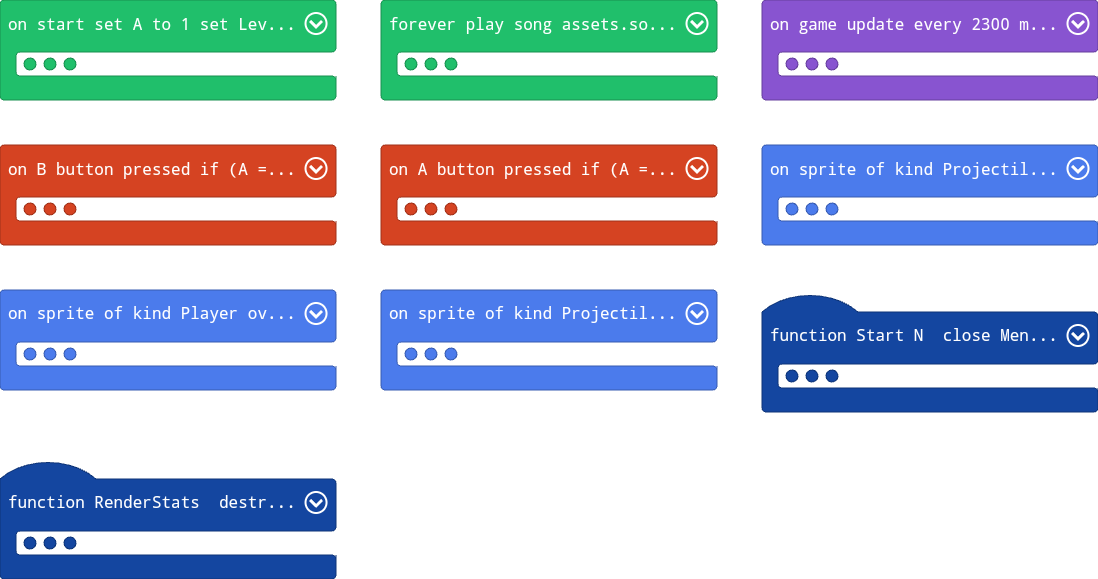 on start set A to 1 set Lev...
forever play song assets.so...
on game update every 2300 m...
on B button pressed if (A =...
on A button pressed if (A =...
on sprite of kind Projectil...
on sprite of kind Player ov...
on sprite of kind Projectil...
function Start N  close Men...
function RenderStats  destr...